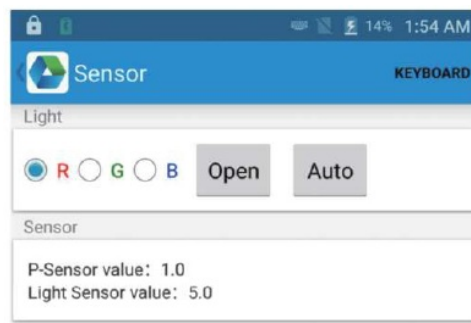 14% 1:54 AM
Sensor KEYBOARD
Light
R G B Open Auto
Sensor
P-Sensor value: 1.0
Light Sensor value: 5.0